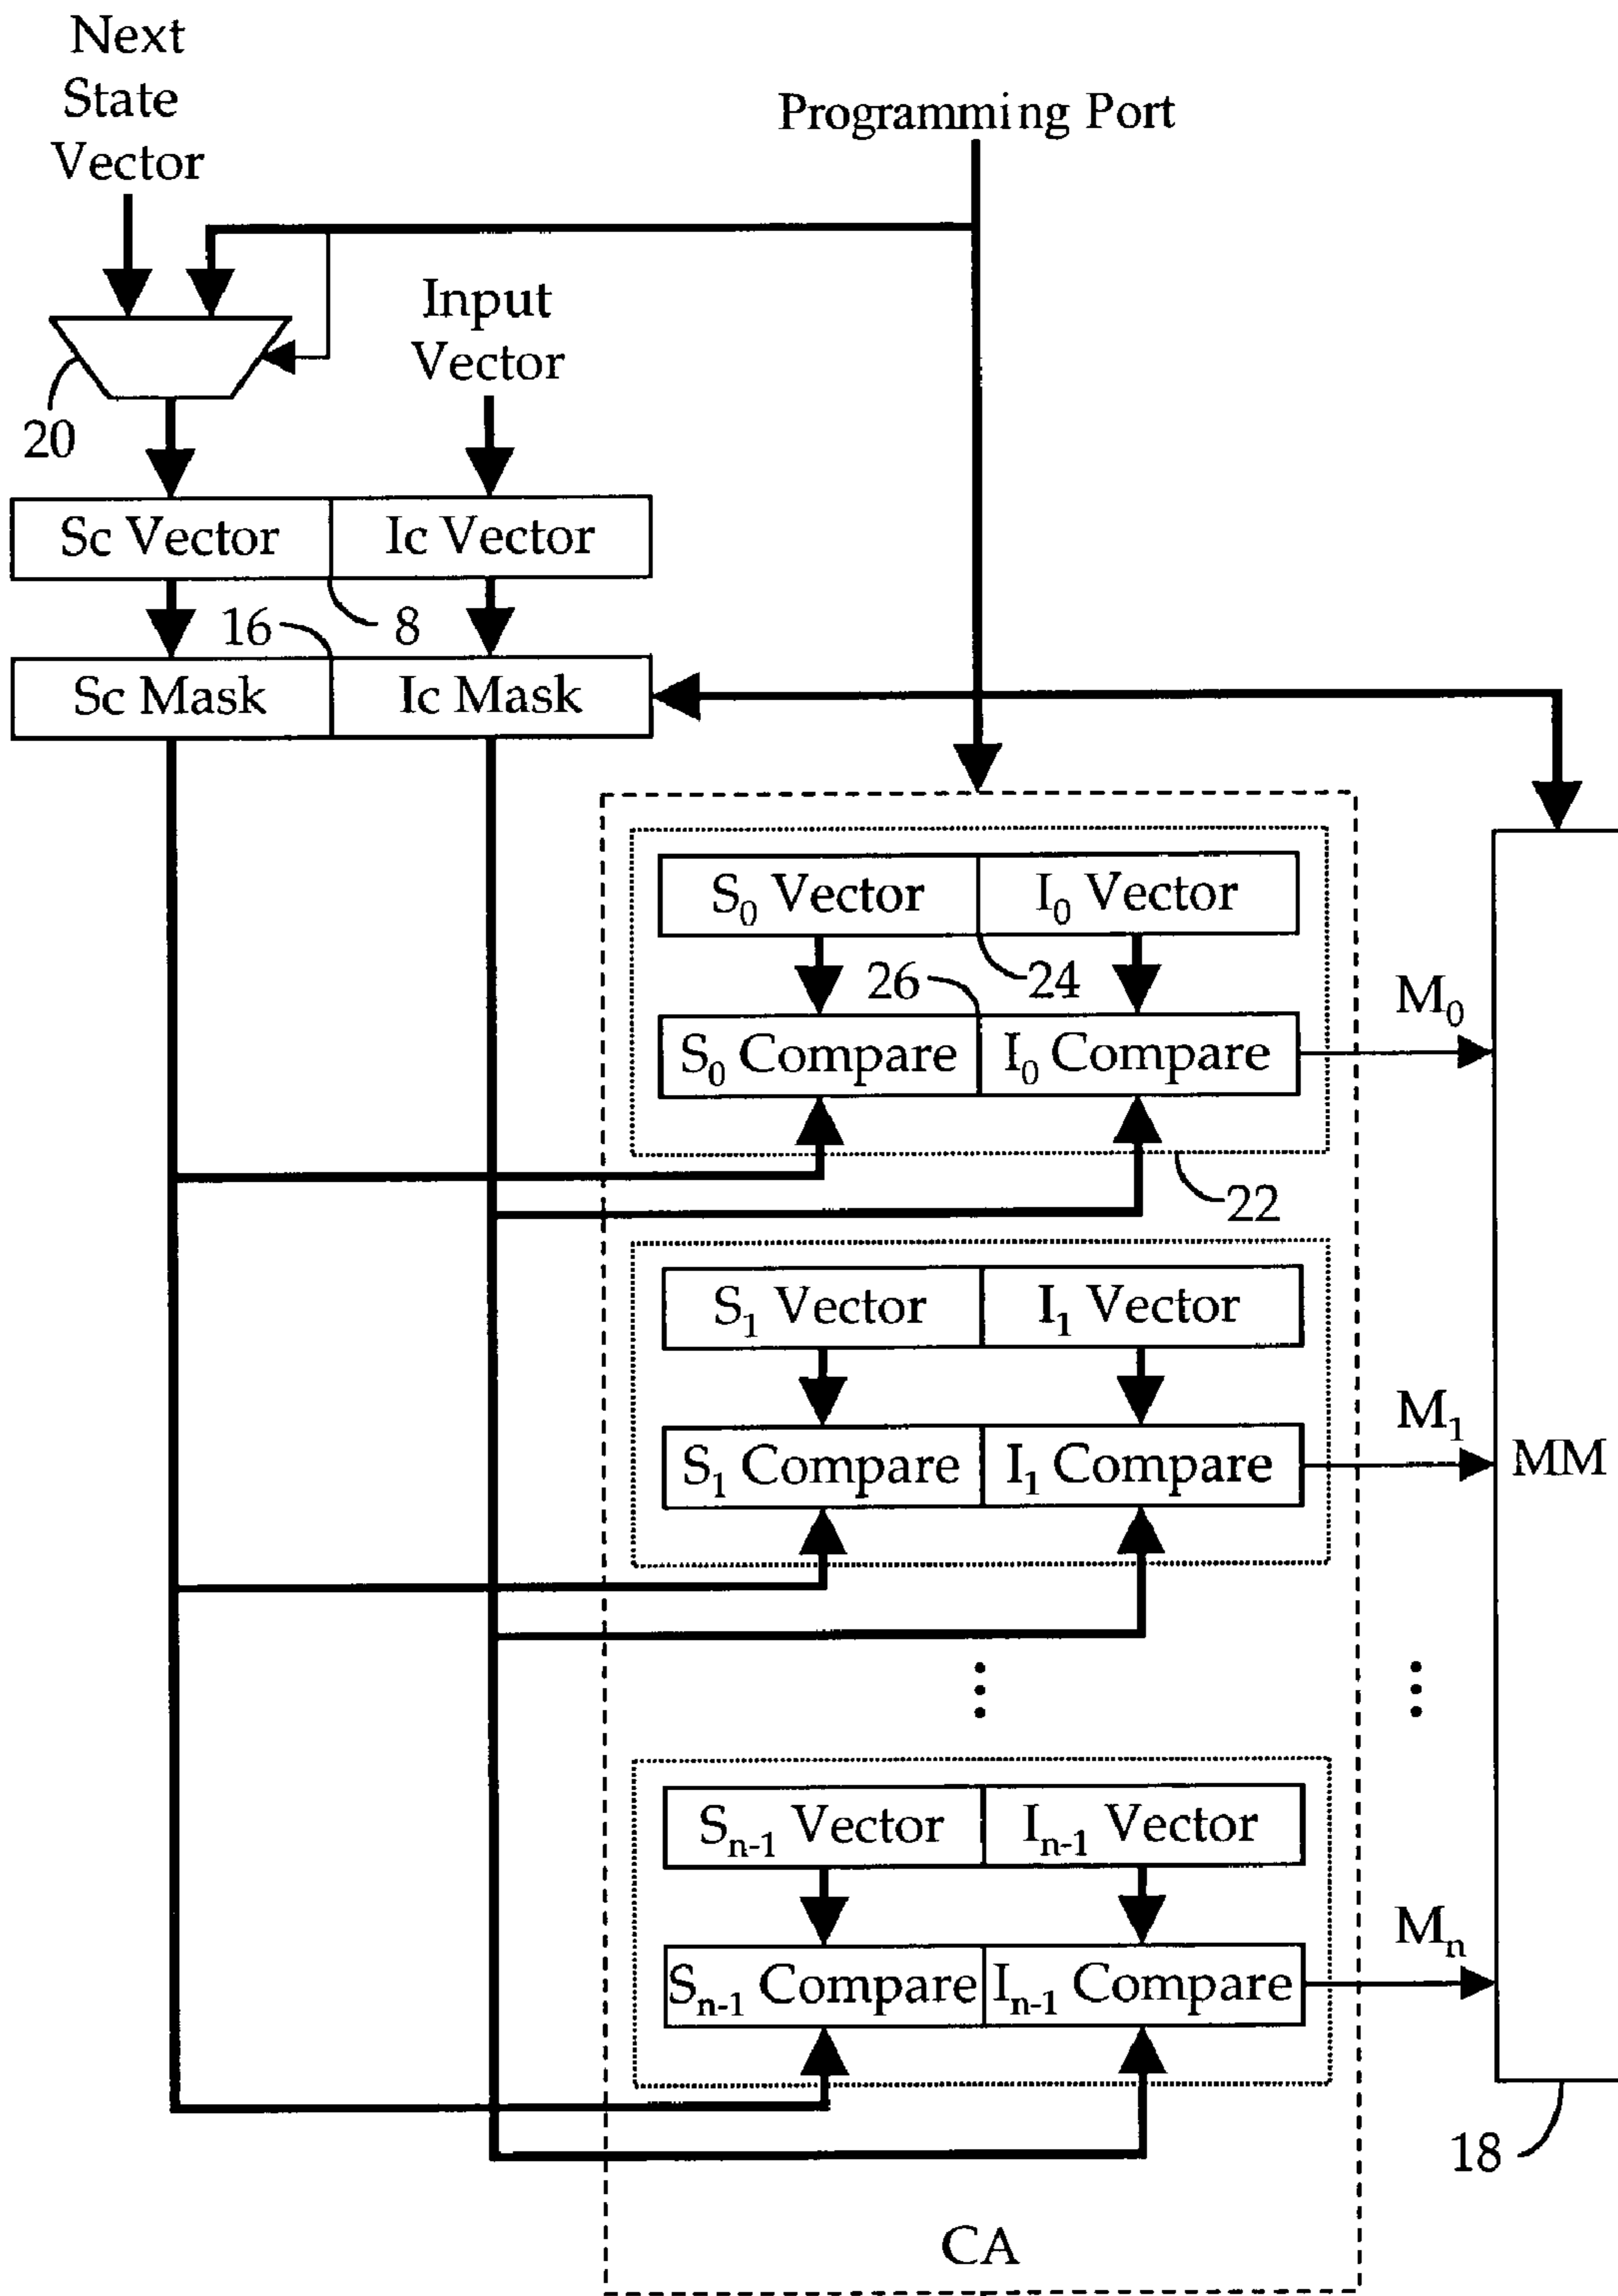 Next
State
Vector
Programming Port
Input
Vector
20
Sc Vector Ic Vector
16 8
Sc Mask Ic Mask
S₀ Vector I₀ Vector
26 24
M₀
S₀ Compare I₀ Compare
22
S₁ Vector I₁ Vector
M₁
S₁ Compare I₁ Compare
MM
Sₙ₋₁ Vector Iₙ₋₁ Vector
Mₙ
Sₙ₋₁ Compare Iₙ₋₁ Compare
18
CA